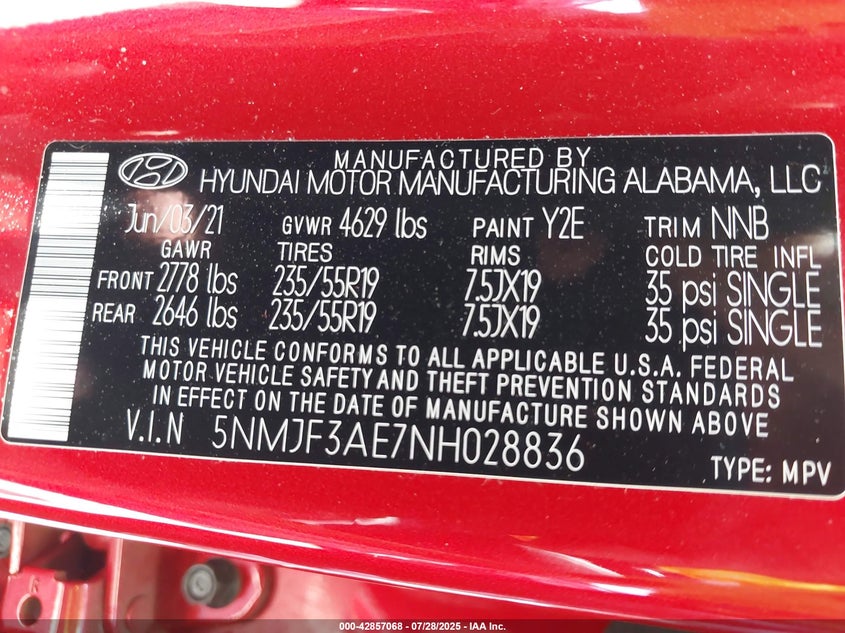 MANUFACTURED BY
HYUNDAI MOTOR MANUFACTURING ALABAMA, LLC
Jun/03/21 GVWR 4629 lbs PAINT Y2E TRIM NNB
GAWR TIRES RIMS COLD TIRE INFL
FRONT 2778 lbs 235/55R19 7.5JX19 35 psi SINGLE
REAR 2646 lbs 235/55R19 7.5JX19 35 psi SINGLE
THIS VEHICLE CONFORMS TO ALL APPLICABLE U.S.A. FEDERAL
MOTOR VEHICLE SAFETY AND THEFT PREVENTION STANDARDS
IN EFFECT ON THE DATE OF MANUFACTURE SHOWN ABOVE
V.I.N 5NMJF3AE7NH028836
TYPE: MPV
000-42857068 - 07/28/2025 - IAA Inc.